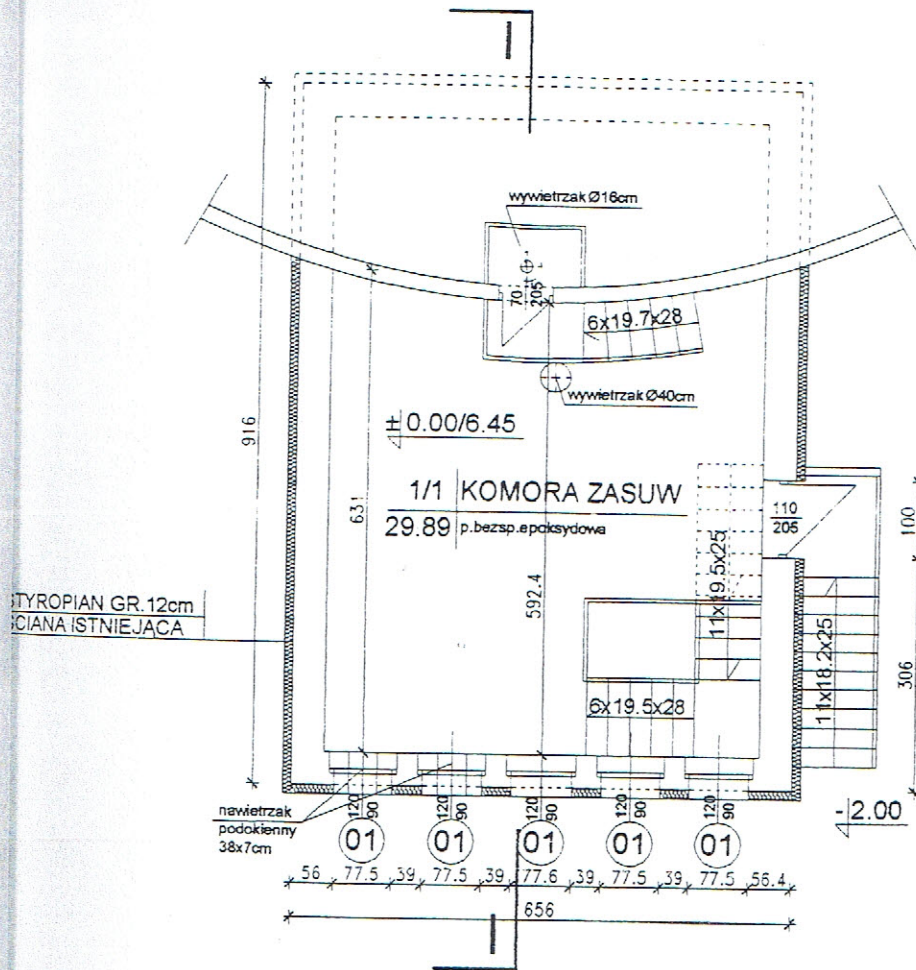 I
wywietrzak Ø16cm
70
205
6x19.7x28
wywietrzak Ø40cm
± 0.00/6.45
916
631
1/1 KOMORA ZASUW
29.89 p.bezsp.epoksydowa
110
205
100
11x19.5x25
592.4
STYROPIAN GR.12cm
ŚCIANA ISTNIEJĄCA
11x18.2x25
306
6x19.5x28
nawietrzak
podokienny
38x7cm
120 90 120 90 120 90 120 90 120 90
01 01 01 01 01
-2.00
56 77.5 39 77.5 39 77.6 39 77.5 39 77.5 56.4
656
I